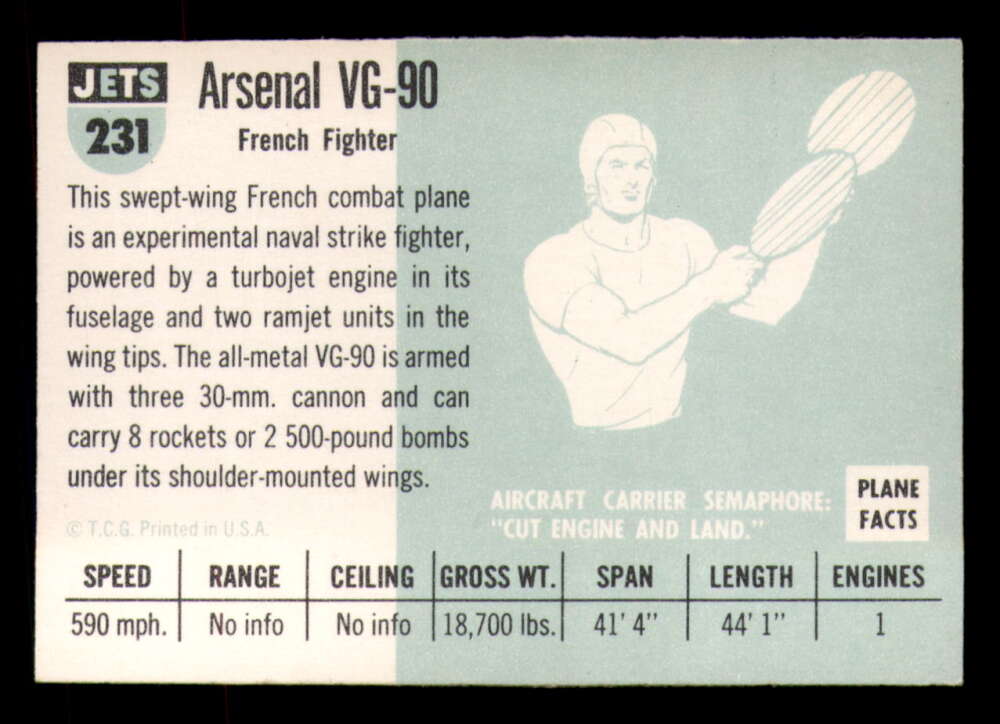 JETS
231
Arsenal VG-90
French Fighter
This swept-wing French combat plane
is an experimental naval strike fighter,
powered by a turbojet engine in its
fuselage and two ramjet units in the
wing tips. The all-metal VG-90 is armed
with three 30-mm. cannon and can
carry 8 rockets or 2 500-pound bombs
under its shoulder-mounted wings.
© T.C.G. Printed in U.S.A.
AIRCRAFT CARRIER SEMAPHORE:
"CUT ENGINE AND LAND."
PLANE
FACTS
SPEED RANGE CEILING GROSS WT. SPAN LENGTH ENGINES
590 mph. No info No info 18,700 lbs. 41' 4" 44' 1" 1